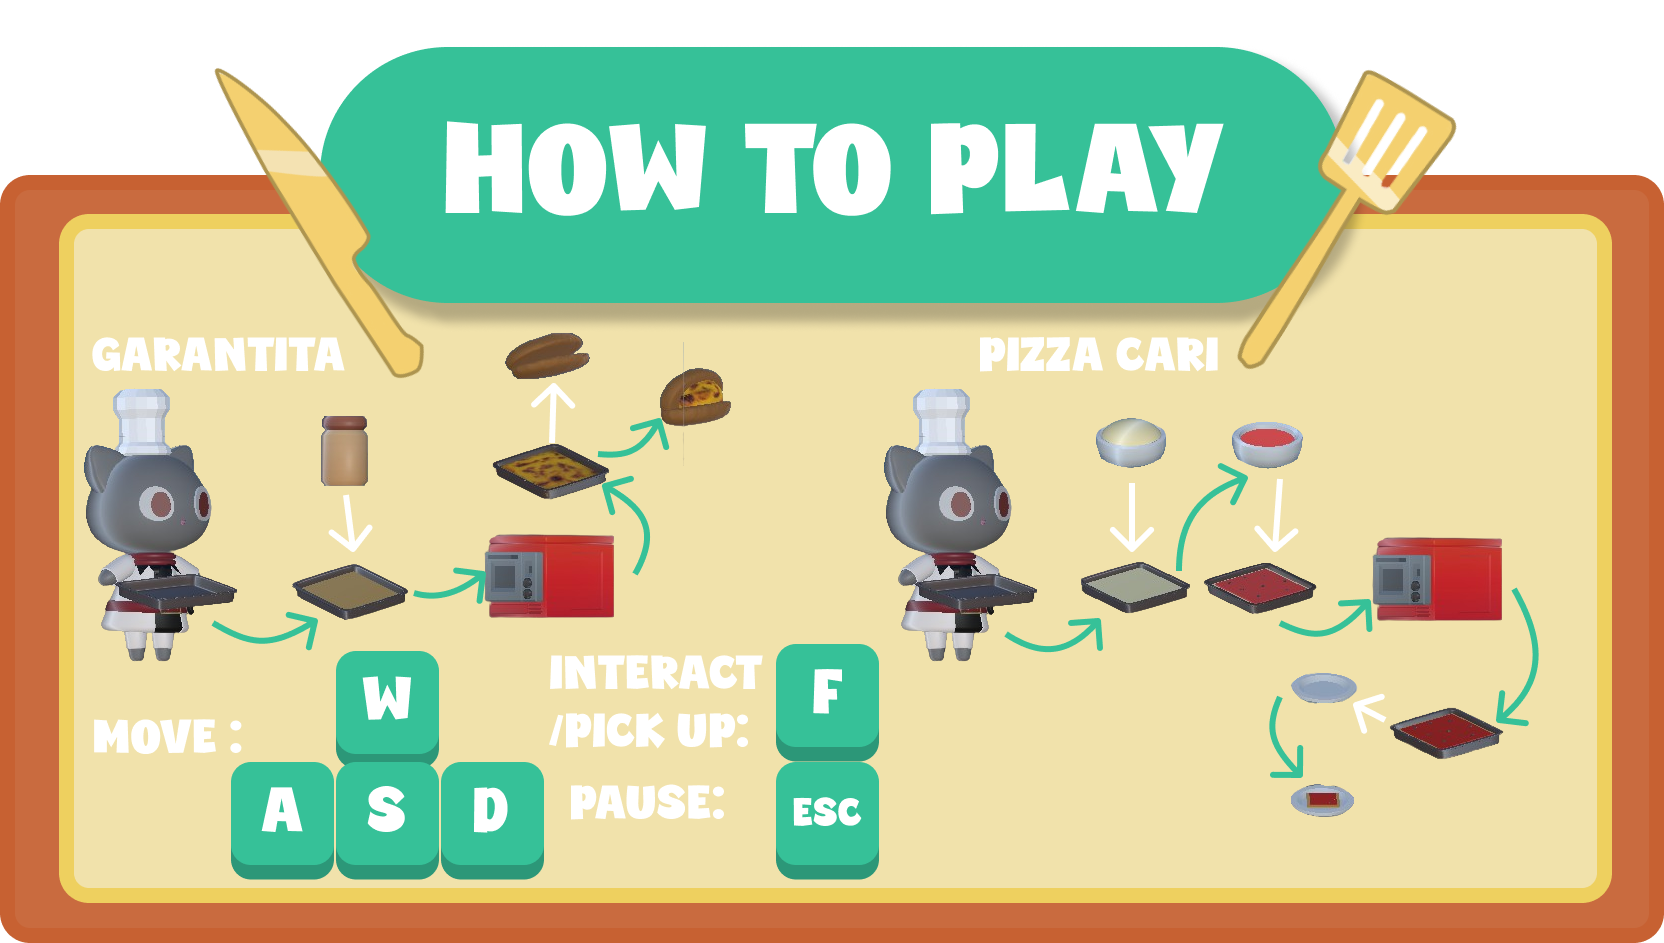 HOW TO PLAY
GARANTITA
PIZZA CARI
MOVE :
W
A S D
INTERACT
/PICK UP:
F
PAUSE:
ESC